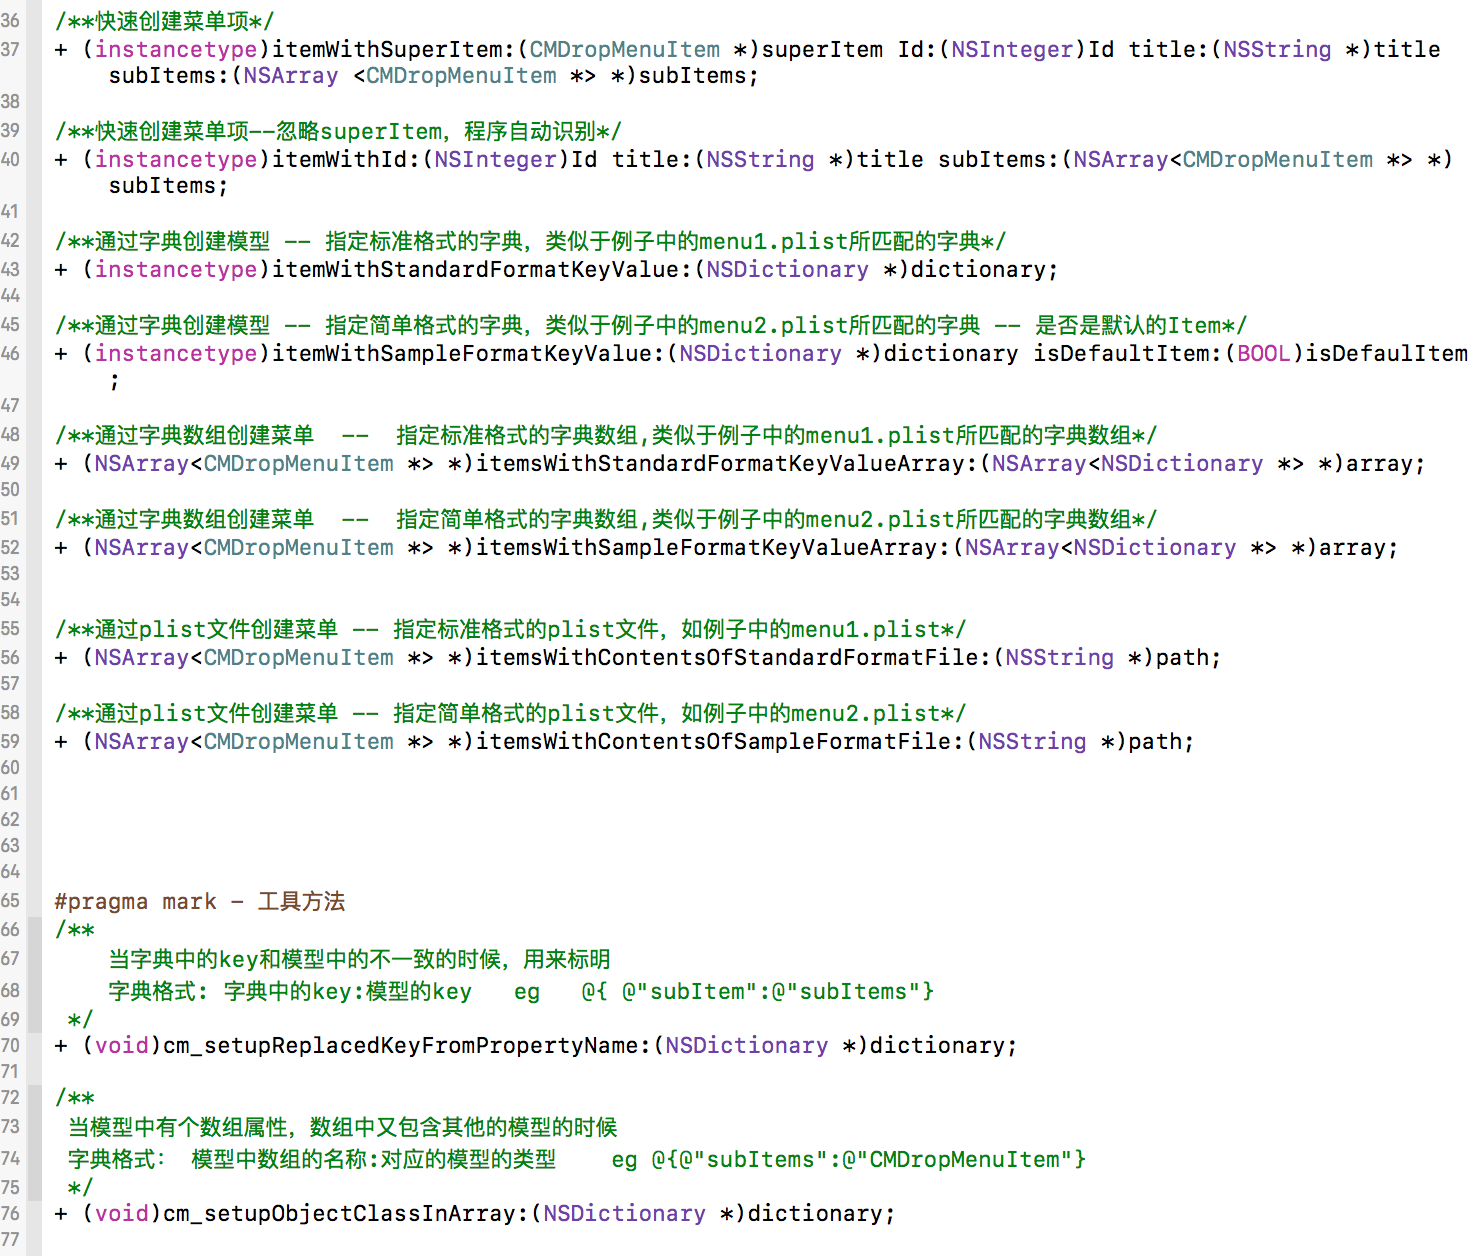 36 /**快速创建菜单项*/
37 + (instancetype)itemWithSuperItem:(CMDropMenuItem *)superItem Id:(NSInteger)Id title:(NSString *)title
subItems:(NSArray <CMDropMenuItem *> *)subItems;
38
39 /**快速创建菜单项--忽略superItem，程序自动识别*/
40 + (instancetype)itemWithId:(NSInteger)Id title:(NSString *)title subItems:(NSArray<CMDropMenuItem *> *)
subItems;
41
42 /**通过字典创建模型 -- 指定标准格式的字典，类似于例子中的menu1.plist所匹配的字典*/
43 + (instancetype)itemWithStandardFormatKeyValue:(NSDictionary *)dictionary;
44
45 /**通过字典创建模型 -- 指定简单格式的字典，类似于例子中的menu2.plist所匹配的字典 -- 是否是默认的Item*/
46 + (instancetype)itemWithSampleFormatKeyValue:(NSDictionary *)dictionary isDefaultItem:(BOOL)isDefaulItem
;
47
48 /**通过字典数组创建菜单  --  指定标准格式的字典数组,类似于例子中的menu1.plist所匹配的字典数组*/
49 + (NSArray<CMDropMenuItem *> *)itemsWithStandardFormatKeyValueArray:(NSArray<NSDictionary *> *)array;
50
51 /**通过字典数组创建菜单  --  指定简单格式的字典数组,类似于例子中的menu2.plist所匹配的字典数组*/
52 + (NSArray<CMDropMenuItem *> *)itemsWithSampleFormatKeyValueArray:(NSArray<NSDictionary *> *)array;
53
54
55 /**通过plist文件创建菜单 -- 指定标准格式的plist文件，如例子中的menu1.plist*/
56 + (NSArray<CMDropMenuItem *> *)itemsWithContentsOfStandardFormatFile:(NSString *)path;
57
58 /**通过plist文件创建菜单 -- 指定简单格式的plist文件，如例子中的menu2.plist*/
59 + (NSArray<CMDropMenuItem *> *)itemsWithContentsOfSampleFormatFile:(NSString *)path;
60
61
62
63
64
65 #pragma mark - 工具方法
66 /**
67 当字典中的key和模型中的不一致的时候，用来标明
68 字典格式: 字典中的key:模型的key   eg   @{ @"subItem":@"subItems"}
69 */
70 + (void)cm_setupReplacedKeyFromPropertyName:(NSDictionary *)dictionary;
71
72 /**
73 当模型中有个数组属性，数组中又包含其他的模型的时候
74 字典格式： 模型中数组的名称:对应的模型的类型    eg @{@"subItems":@"CMDropMenuItem"}
75 */
76 + (void)cm_setupObjectClassInArray:(NSDictionary *)dictionary;
77